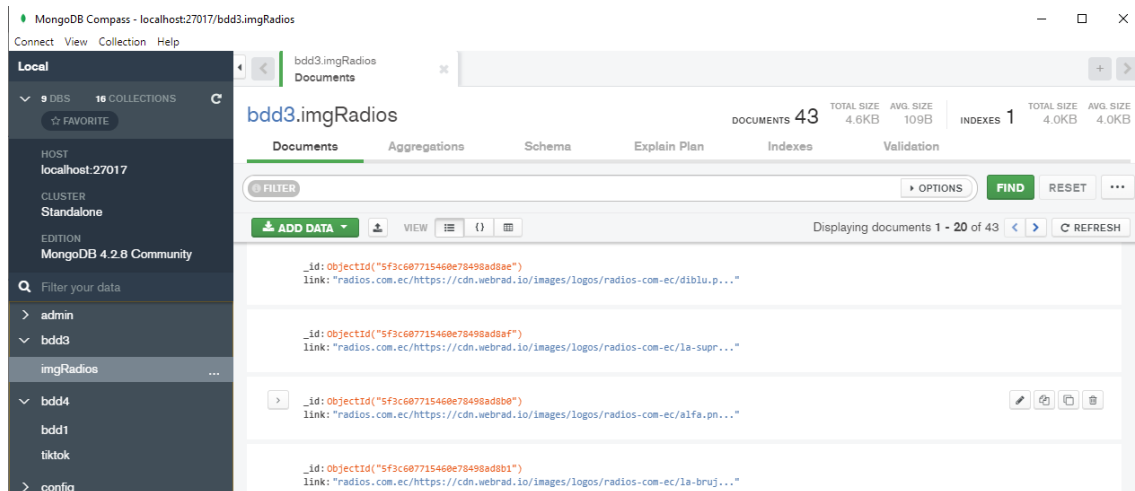 MongoDB Compass - localhost:27017/bdd3.imgRadios
Connect View Collection Help
Local
9 DBS 16 COLLECTIONS
FAVORITE
HOST
localhost:27017
CLUSTER
Standalone
EDITION
MongoDB 4.2.8 Community
Filter your data
admin
bdd3
imgRadios
...
bdd4
bdd1
tiktok
config
bdd3.imgRadios
Documents
bdd3.imgRadios
DOCUMENTS 43 TOTAL SIZE 4.6KB AVG. SIZE 109B INDEXES 1 TOTAL SIZE 4.0KB AVG. SIZE 4.0KB
Documents Aggregations Schema Explain Plan Indexes Validation
FILTER OPTIONS FIND RESET ...
ADD DATA VIEW {} Displaying documents 1 - 20 of 43 < > REFRESH
_id: ObjectId("5f3c607715460e78498ad8ae")
link: "radios.com.ec/https://cdn.webrad.io/images/logos/radios-com-ec/diblu.p..."
_id: ObjectId("5f3c607715460e78498ad8af")
link: "radios.com.ec/https://cdn.webrad.io/images/logos/radios-com-ec/la-supr..."
_id: ObjectId("5f3c607715460e78498ad8b0")
link: "radios.com.ec/https://cdn.webrad.io/images/logos/radios-com-ec/alfa.pn..."
_id: ObjectId("5f3c607715460e78498ad8b1")
link: "radios.com.ec/https://cdn.webrad.io/images/logos/radios-com-ec/la-bruj..."